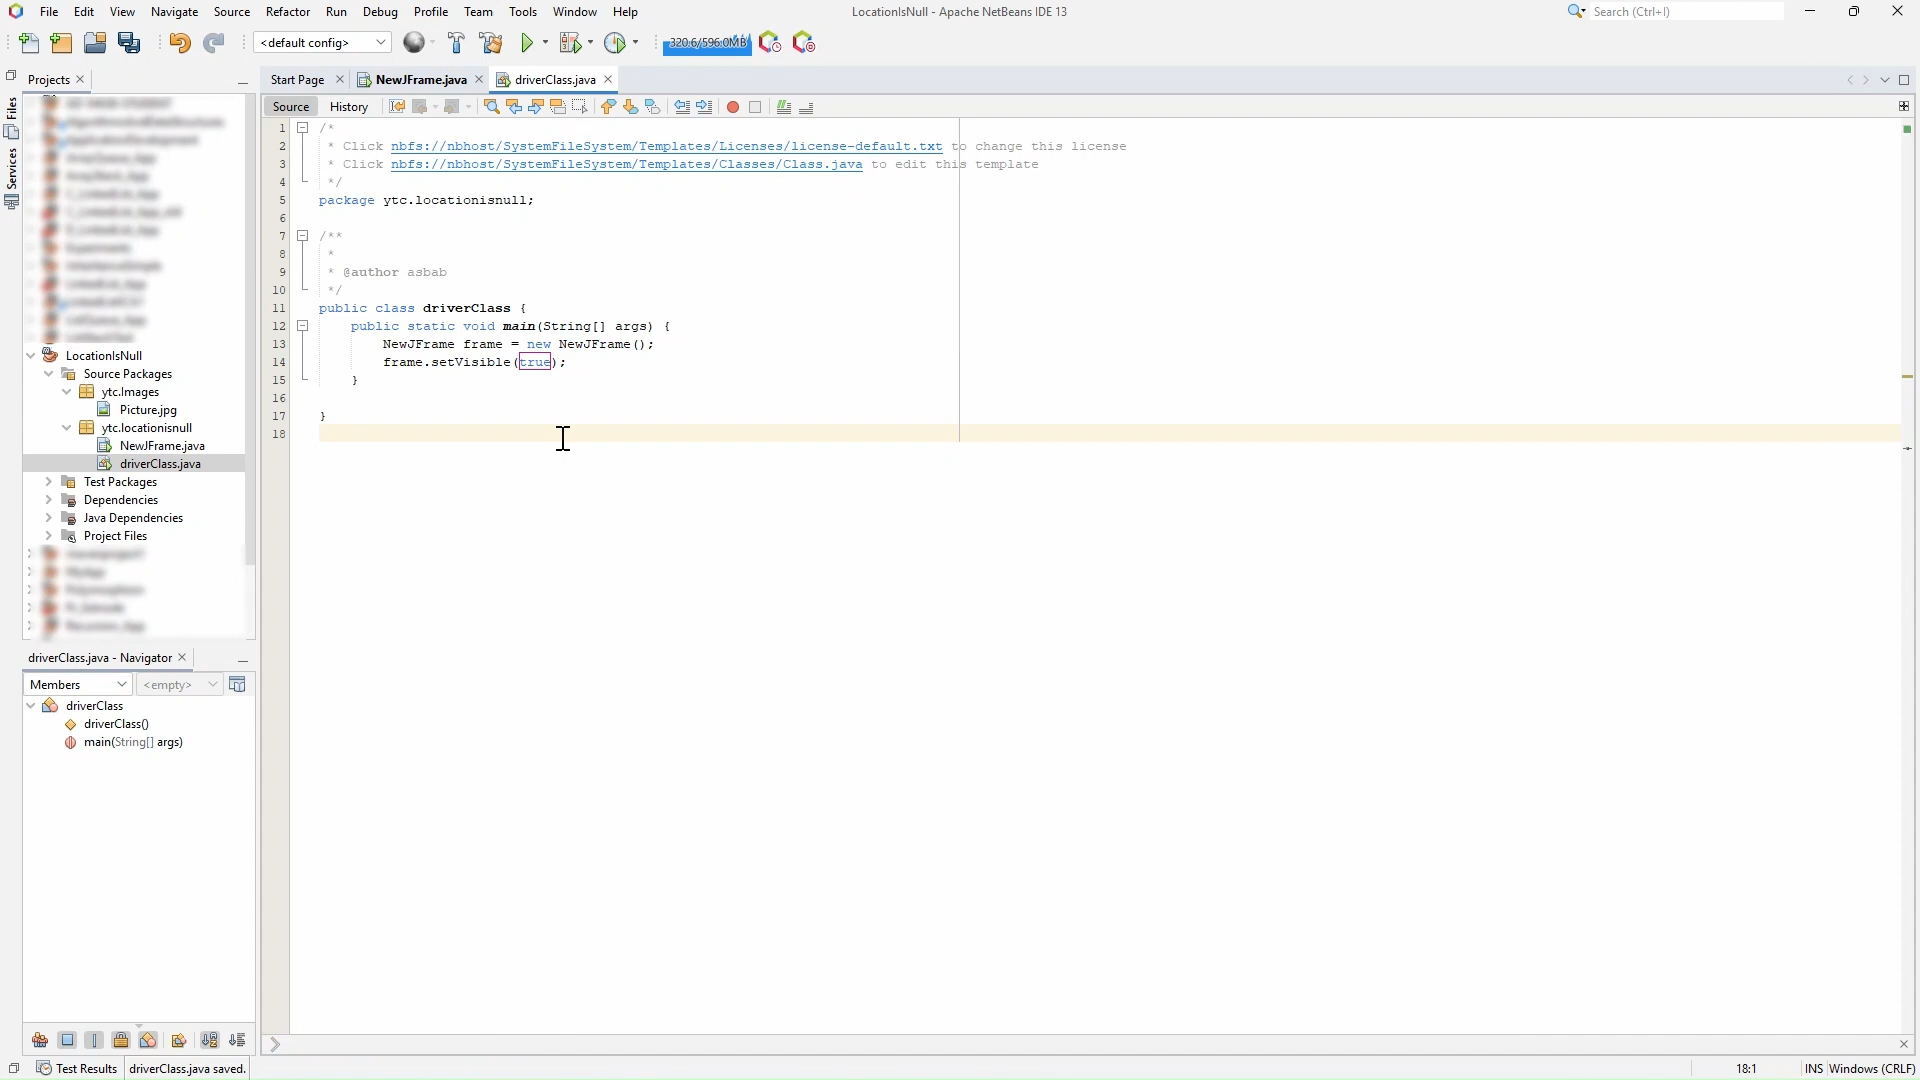 File Edit View Navigate Source Refactor Run Debug Profile Team Tools Window Help
LocationIsNull - Apache NetBeans IDE 13
Search (Ctrl+I)
<default config>
320.6/596.0MB
Projects
Start Page
NewJFrame.java
driverClass.java
Files
Services
Source History
1 /*
2 * Click nbfs://nbhost/SystemFileSystem/Templates/Licenses/license-default.txt to change this license
3 * Click nbfs://nbhost/SystemFileSystem/Templates/Classes/Class.java to edit this template
4 */
5 package ytc.locationisnull;
6
7 /**
8 *
9 * @author asbab
10 */
11 public class driverClass {
12 public static void main(String[] args) {
13 NewJFrame frame = new NewJFrame();
14 frame.setVisible(true);
15 }
16
17 }
18
LocationIsNull
Source Packages
ytc.Images
Picture.jpg
ytc.locationisnull
NewJFrame.java
driverClass.java
Test Packages
Dependencies
Java Dependencies
Project Files
driverClass.java - Navigator
Members
<empty>
driverClass
driverClass()
main(String[] args)
Test Results
driverClass.java saved.
18:1
INS
Windows (CRLF)